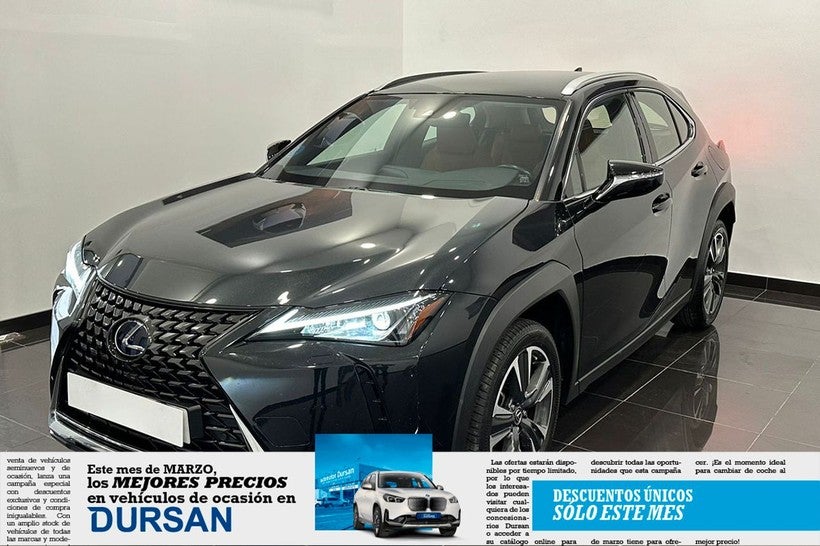 venta de vehículos
seminuevos y de
ocasión, lanza una
campaña especial
con descuentos
exclusivos y condi-
ciones de compra
inigualables. Con
un amplio stock de
vehículos de todas
las marcas y mode-
Este mes de MARZO,
los MEJORES PRECIOS
en vehículos de ocasión en
DURSAN
Dursan
Las ofertas estarán dispo-
nibles por tiempo limitado,
por lo que
los interesa-
dos pueden
visitar cual-
quiera de los
concesiona-
rios Dursan
o acceder a
su catálogo online para
descubrir todas las oportu-
nidades que esta campaña
de marzo tiene para ofre-
cer. ¡Es el momento ideal
para cambiar de coche al
mejor precio!
DESCUENTOS ÚNICOS
SÓLO ESTE MES